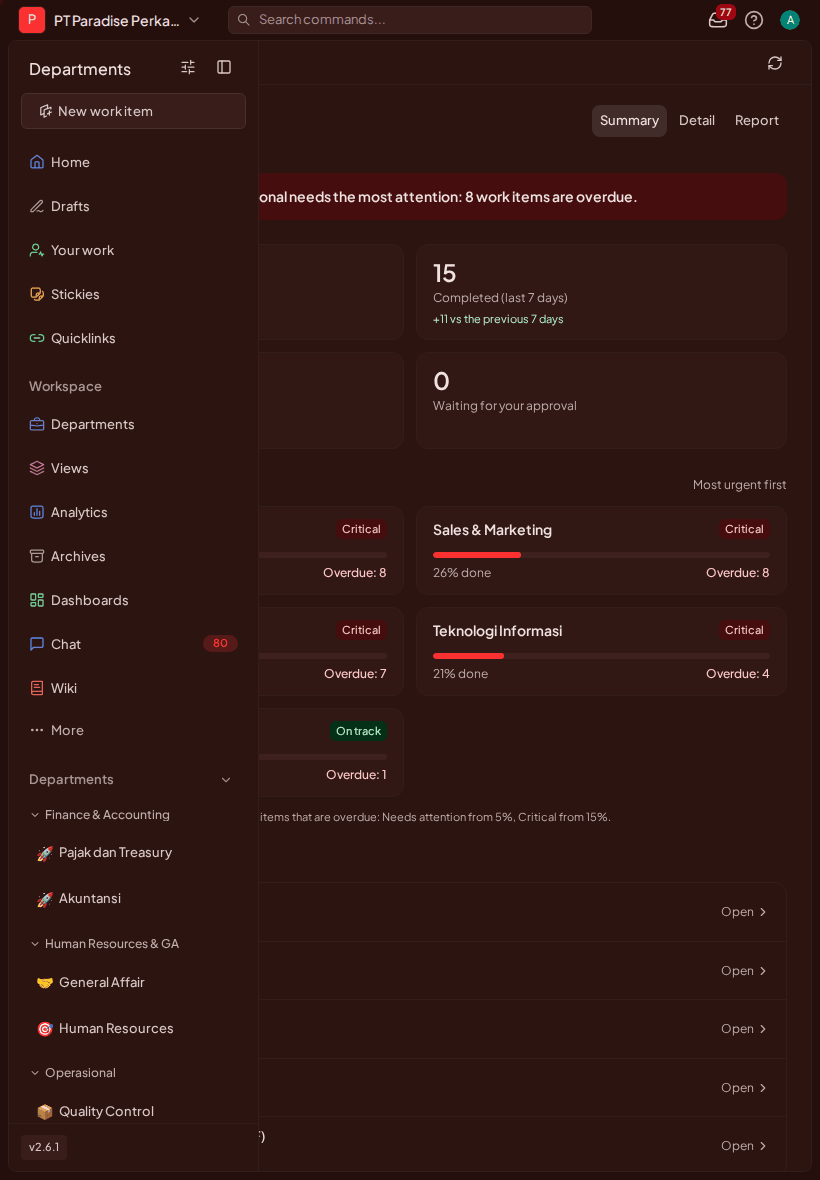 P PT Paradise Perka...
Search commands...
77
A
Departments
New work item
Home
Drafts
Your work
Stickies
Quicklinks
Workspace
Departments
Views
Analytics
Archives
Dashboards
Chat 80
Wiki
More
Departments
Finance & Accounting
Pajak dan Treasury
Akuntansi
Human Resources & GA
General Affair
Human Resources
Operasional
Quality Control
v2.6.1
Summary Detail Report
onal needs the most attention: 8 work items are overdue.
15
Completed (last 7 days)
+11 vs the previous 7 days
0
Waiting for your approval
Most urgent first
Critical
Overdue: 8
Sales & Marketing Critical
26% done Overdue: 8
Critical
Overdue: 7
Teknologi Informasi Critical
21% done Overdue: 4
On track
Overdue: 1
items that are overdue: Needs attention from 5%, Critical from 15%.
Open
Open
Open
Open
Open